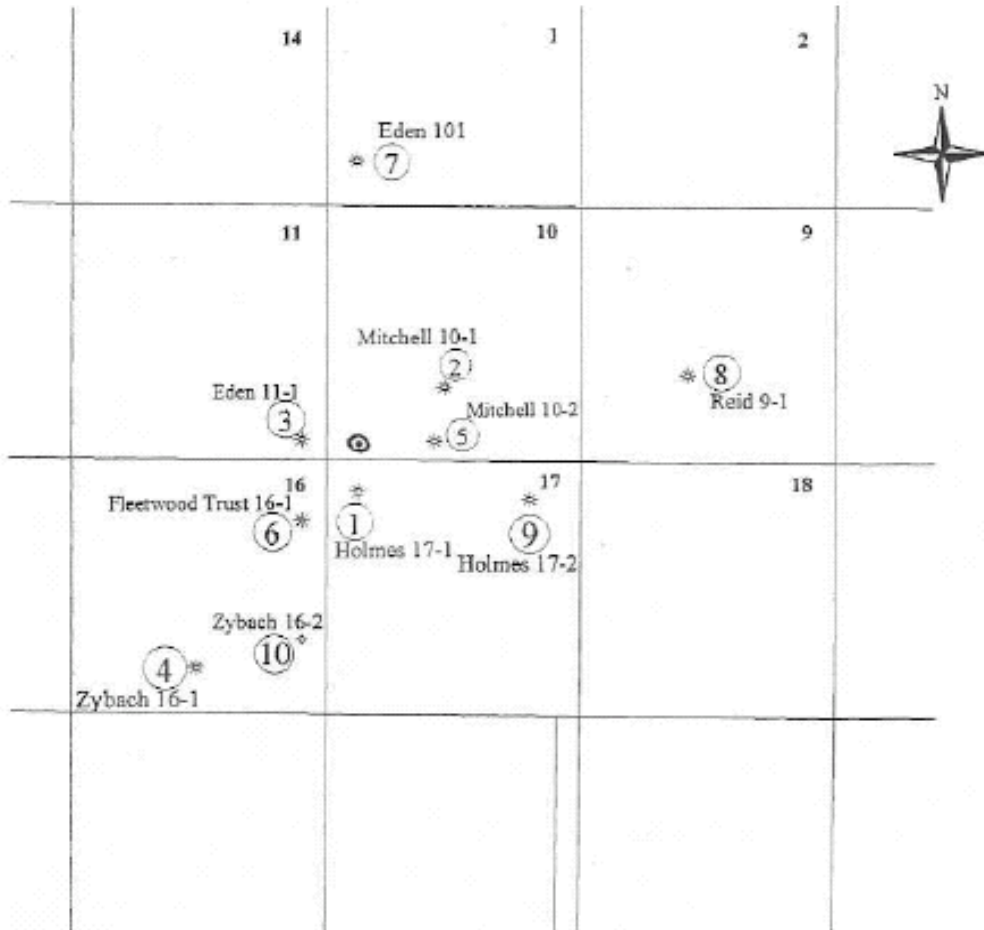 14
1
2
N
Eden 101
7
11
10
9
Mitchell 10-1
2
8
Reid 9-1
Eden 11-1
3
Mitchell 10-2
5
16
17
18
Fleetwood Trust 16-1
6
1
Holmes 17-1
9
Holmes 17-2
Zybach 16-2
10
4
Zybach 16-1